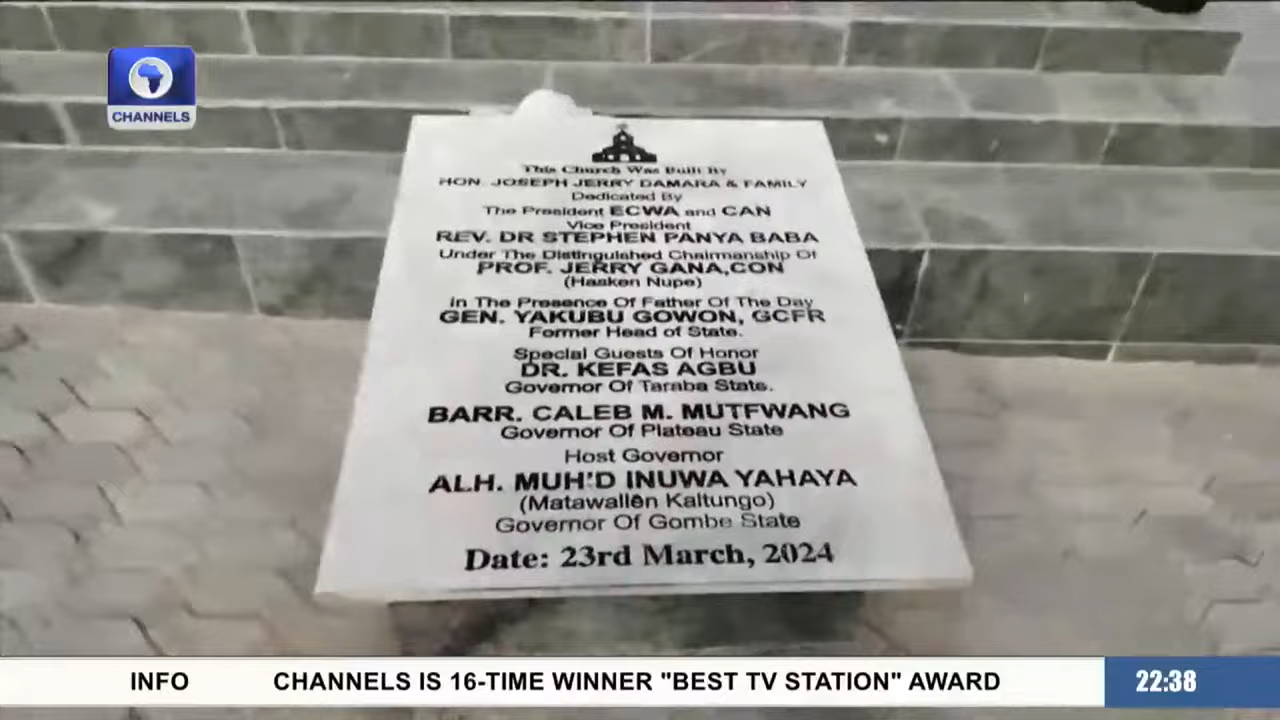 CHANNELS
This Church Was Built By
HON. JOSEPH JERRY DAMARA & FAMILY
Dedicated By
The President ECWA and CAN
Vice President
REV. DR STEPHEN PANYA BABA
Under The Distinguished Chairmanship Of
PROF. JERRY GANA,CON
(Hasken Nupe)
In The Presence Of Father Of The Day
GEN. YAKUBU GOWON, GCFR
Former Head of State.
Special Guests Of Honor
DR. KEFAS AGBU
Governor Of Taraba State.
BARR. CALEB M. MUTFWANG
Governor Of Plateau State
Host Governor
ALH. MUH'D INUWA YAHAYA
(Matawallen Kaltungo)
Governor Of Gombe State
Date: 23rd March, 2024
INFO CHANNELS IS 16-TIME WINNER "BEST TV STATION" AWARD 22:38